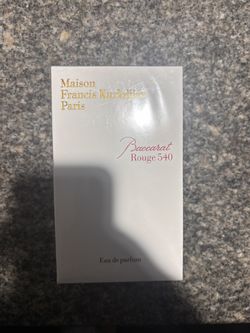 Maison
Francis Kurkdjian
Paris
Baccarat
Rouge 540
Eau de parfum